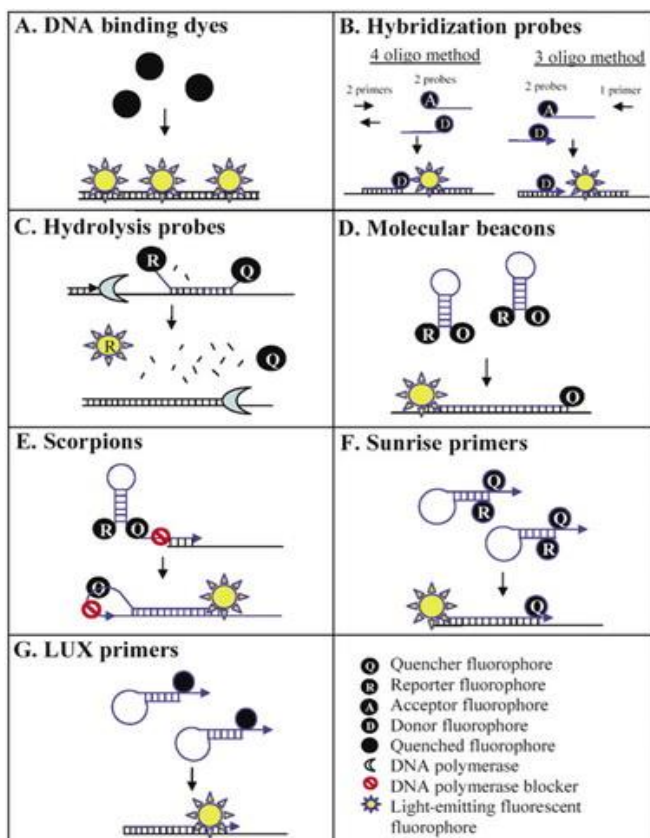 A. DNA binding dyes
B. Hybridization probes
4 oligo method
3 oligo method
2 primers
2 probes
A
D
D
2 probes
1 primer
A
D
D
C. Hydrolysis probes
R
Q
R
Q
D. Molecular beacons
R O
R O
O
E. Scorpions
R O
O
F. Sunrise primers
Q
R
Q
R
Q
G. LUX primers
Q Quencher fluorophore
R Reporter fluorophore
A Acceptor fluorophore
D Donor fluorophore
Quenched fluorophore
DNA polymerase
DNA polymerase blocker
Light-emitting fluorescent
fluorophore